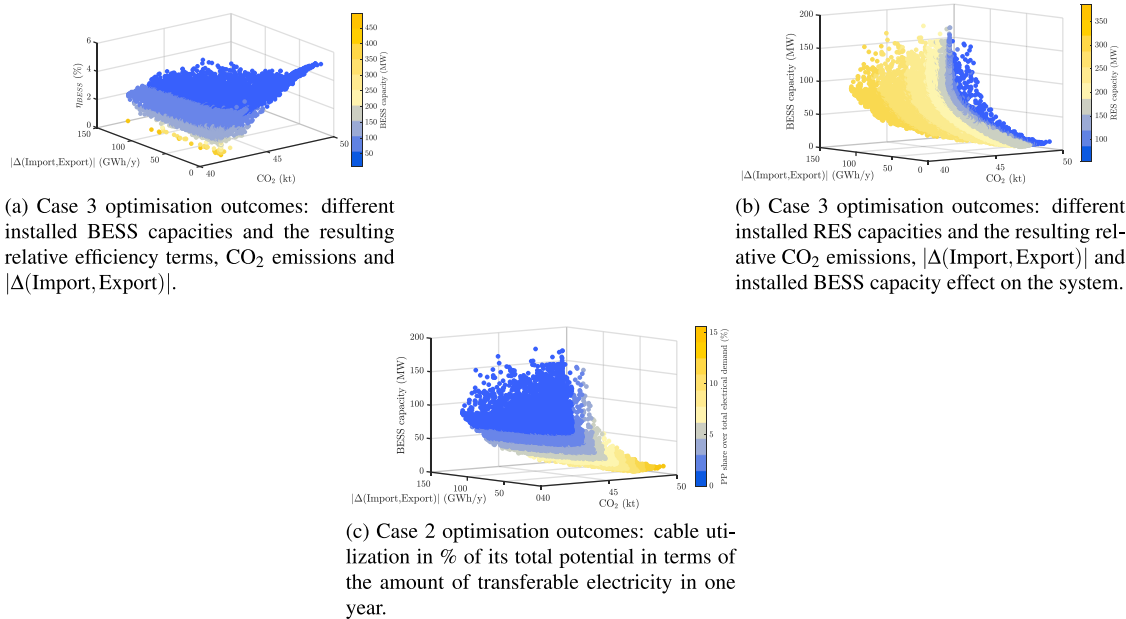 6
4
2
0
η_BESS (%)
150
100
50
0
|Δ(Import,Export)| (GWh/y)
40
45
50
CO₂ (kt)
450
400
350
300
250
200
150
100
50
BESS capacity (MW)
200
150
100
50
0
BESS capacity (MW)
150
100
50
0
|Δ(Import,Export)| (GWh/y)
40
45
50
CO₂ (kt)
350
300
250
200
150
100
RES capacity (MW)
(a) Case 3 optimisation outcomes: different
installed BESS capacities and the resulting
relative efficiency terms, CO₂ emissions and
|Δ(Import,Export)|.
(b) Case 3 optimisation outcomes: different
installed RES capacities and the resulting rel-
ative CO₂ emissions, |Δ(Import,Export)| and
installed BESS capacity effect on the system.
200
150
100
50
0
BESS capacity (MW)
150
100
50
0
|Δ(Import,Export)| (GWh/y)
40
45
50
CO₂ (kt)
15
10
5
0
PP share over total electrical demand (%)
(c) Case 2 optimisation outcomes: cable uti-
lization in % of its total potential in terms of
the amount of transferable electricity in one
year.